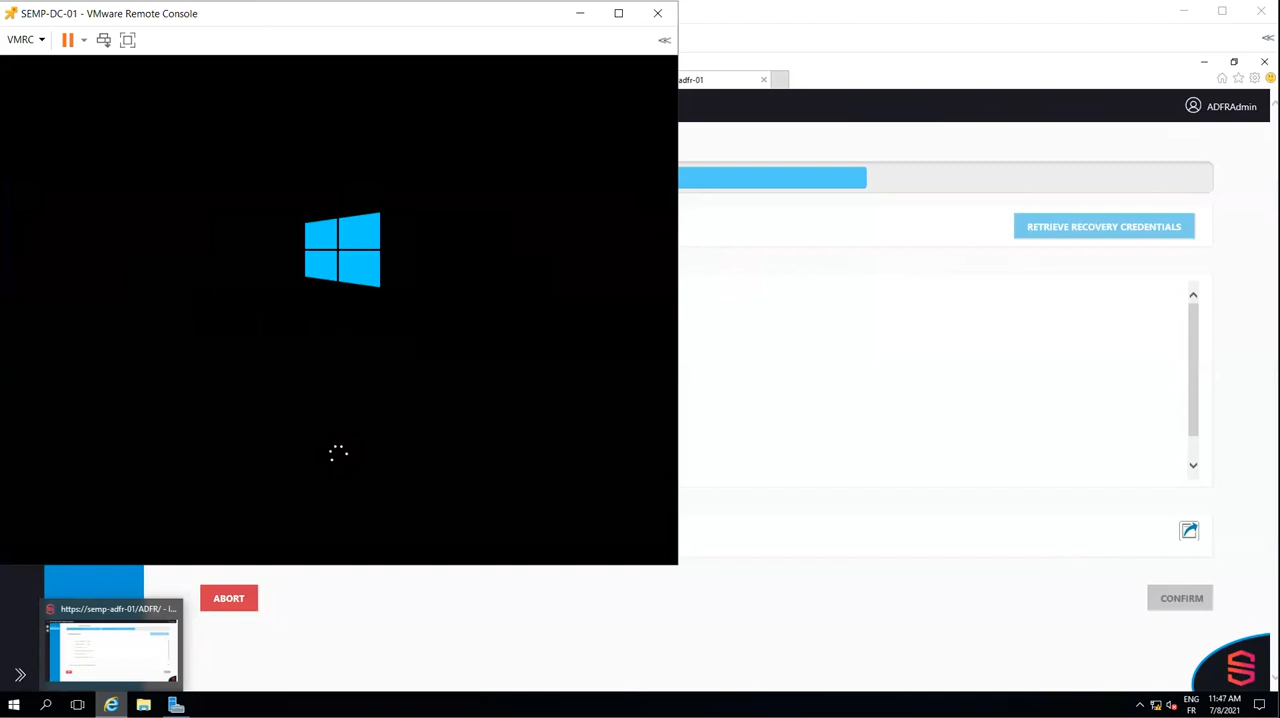 SEMP-DC-01 - VMware Remote Console
VMRC
adfr-01
ADFRAdmin
RETRIEVE RECOVERY CREDENTIALS
ABORT
CONFIRM
https://semp-adfr-01/ADFR/ - I...
ENG
FR
11:47 AM
7/8/2021